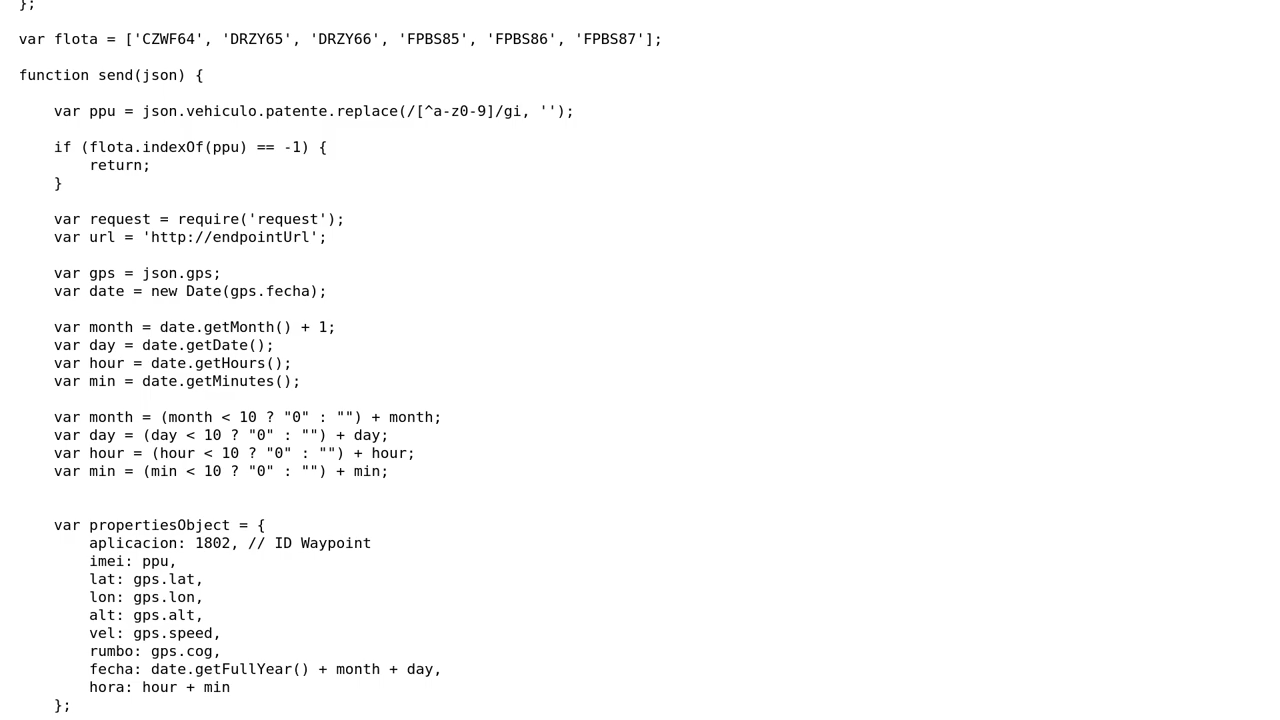 };
var flota = ['CZWF64', 'DRZY65', 'DRZY66', 'FPBS85', 'FPBS86', 'FPBS87'];
function send(json) {
var ppu = json.vehiculo.patente.replace(/[^a-z0-9]/gi, '');
if (flota.indexOf(ppu) == -1) {
return;
}
var request = require('request');
var url = 'http://endpointUrl';
var gps = json.gps;
var date = new Date(gps.fecha);
var month = date.getMonth() + 1;
var day = date.getDate();
var hour = date.getHours();
var min = date.getMinutes();
var month = (month < 10 ? "0" : "") + month;
var day = (day < 10 ? "0" : "") + day;
var hour = (hour < 10 ? "0" : "") + hour;
var min = (min < 10 ? "0" : "") + min;
var propertiesObject = {
aplicacion: 1802, // ID Waypoint
imei: ppu,
lat: gps.lat,
lon: gps.lon,
alt: gps.alt,
vel: gps.speed,
rumbo: gps.cog,
fecha: date.getFullYear() + month + day,
hora: hour + min
};